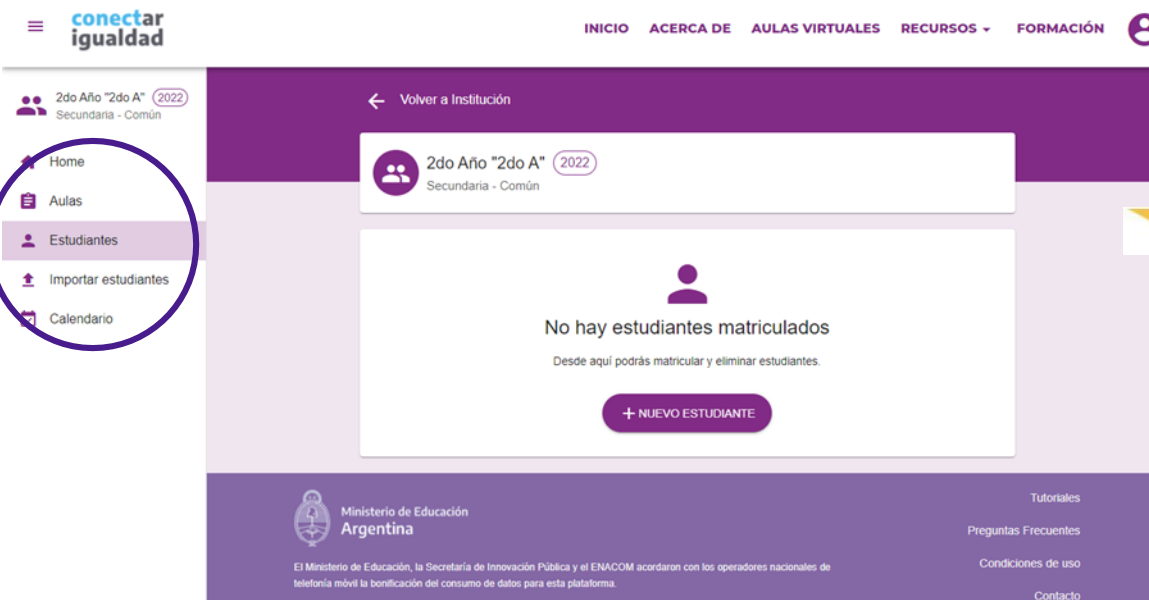 conectar
igualdad
INICIO ACERCA DE AULAS VIRTUALES RECURSOS FORMACIÓN
2do Año "2do A" 2022
Secundaria - Común
Home
Aulas
Estudiantes
Importar estudiantes
Calendario
Volver a Institución
2do Año "2do A" 2022
Secundaria - Común
No hay estudiantes matriculados
Desde aquí podrás matricular y eliminar estudiantes.
+ NUEVO ESTUDIANTE
Ministerio de Educación
Argentina
El Ministerio de Educación, la Secretaría de Innovación Pública y el ENACOM acordaron con los operadores nacionales de
telefonía móvil la bonificación del consumo de datos para esta plataforma.
Tutoriales
Preguntas Frecuentes
Condiciones de uso
Contacto